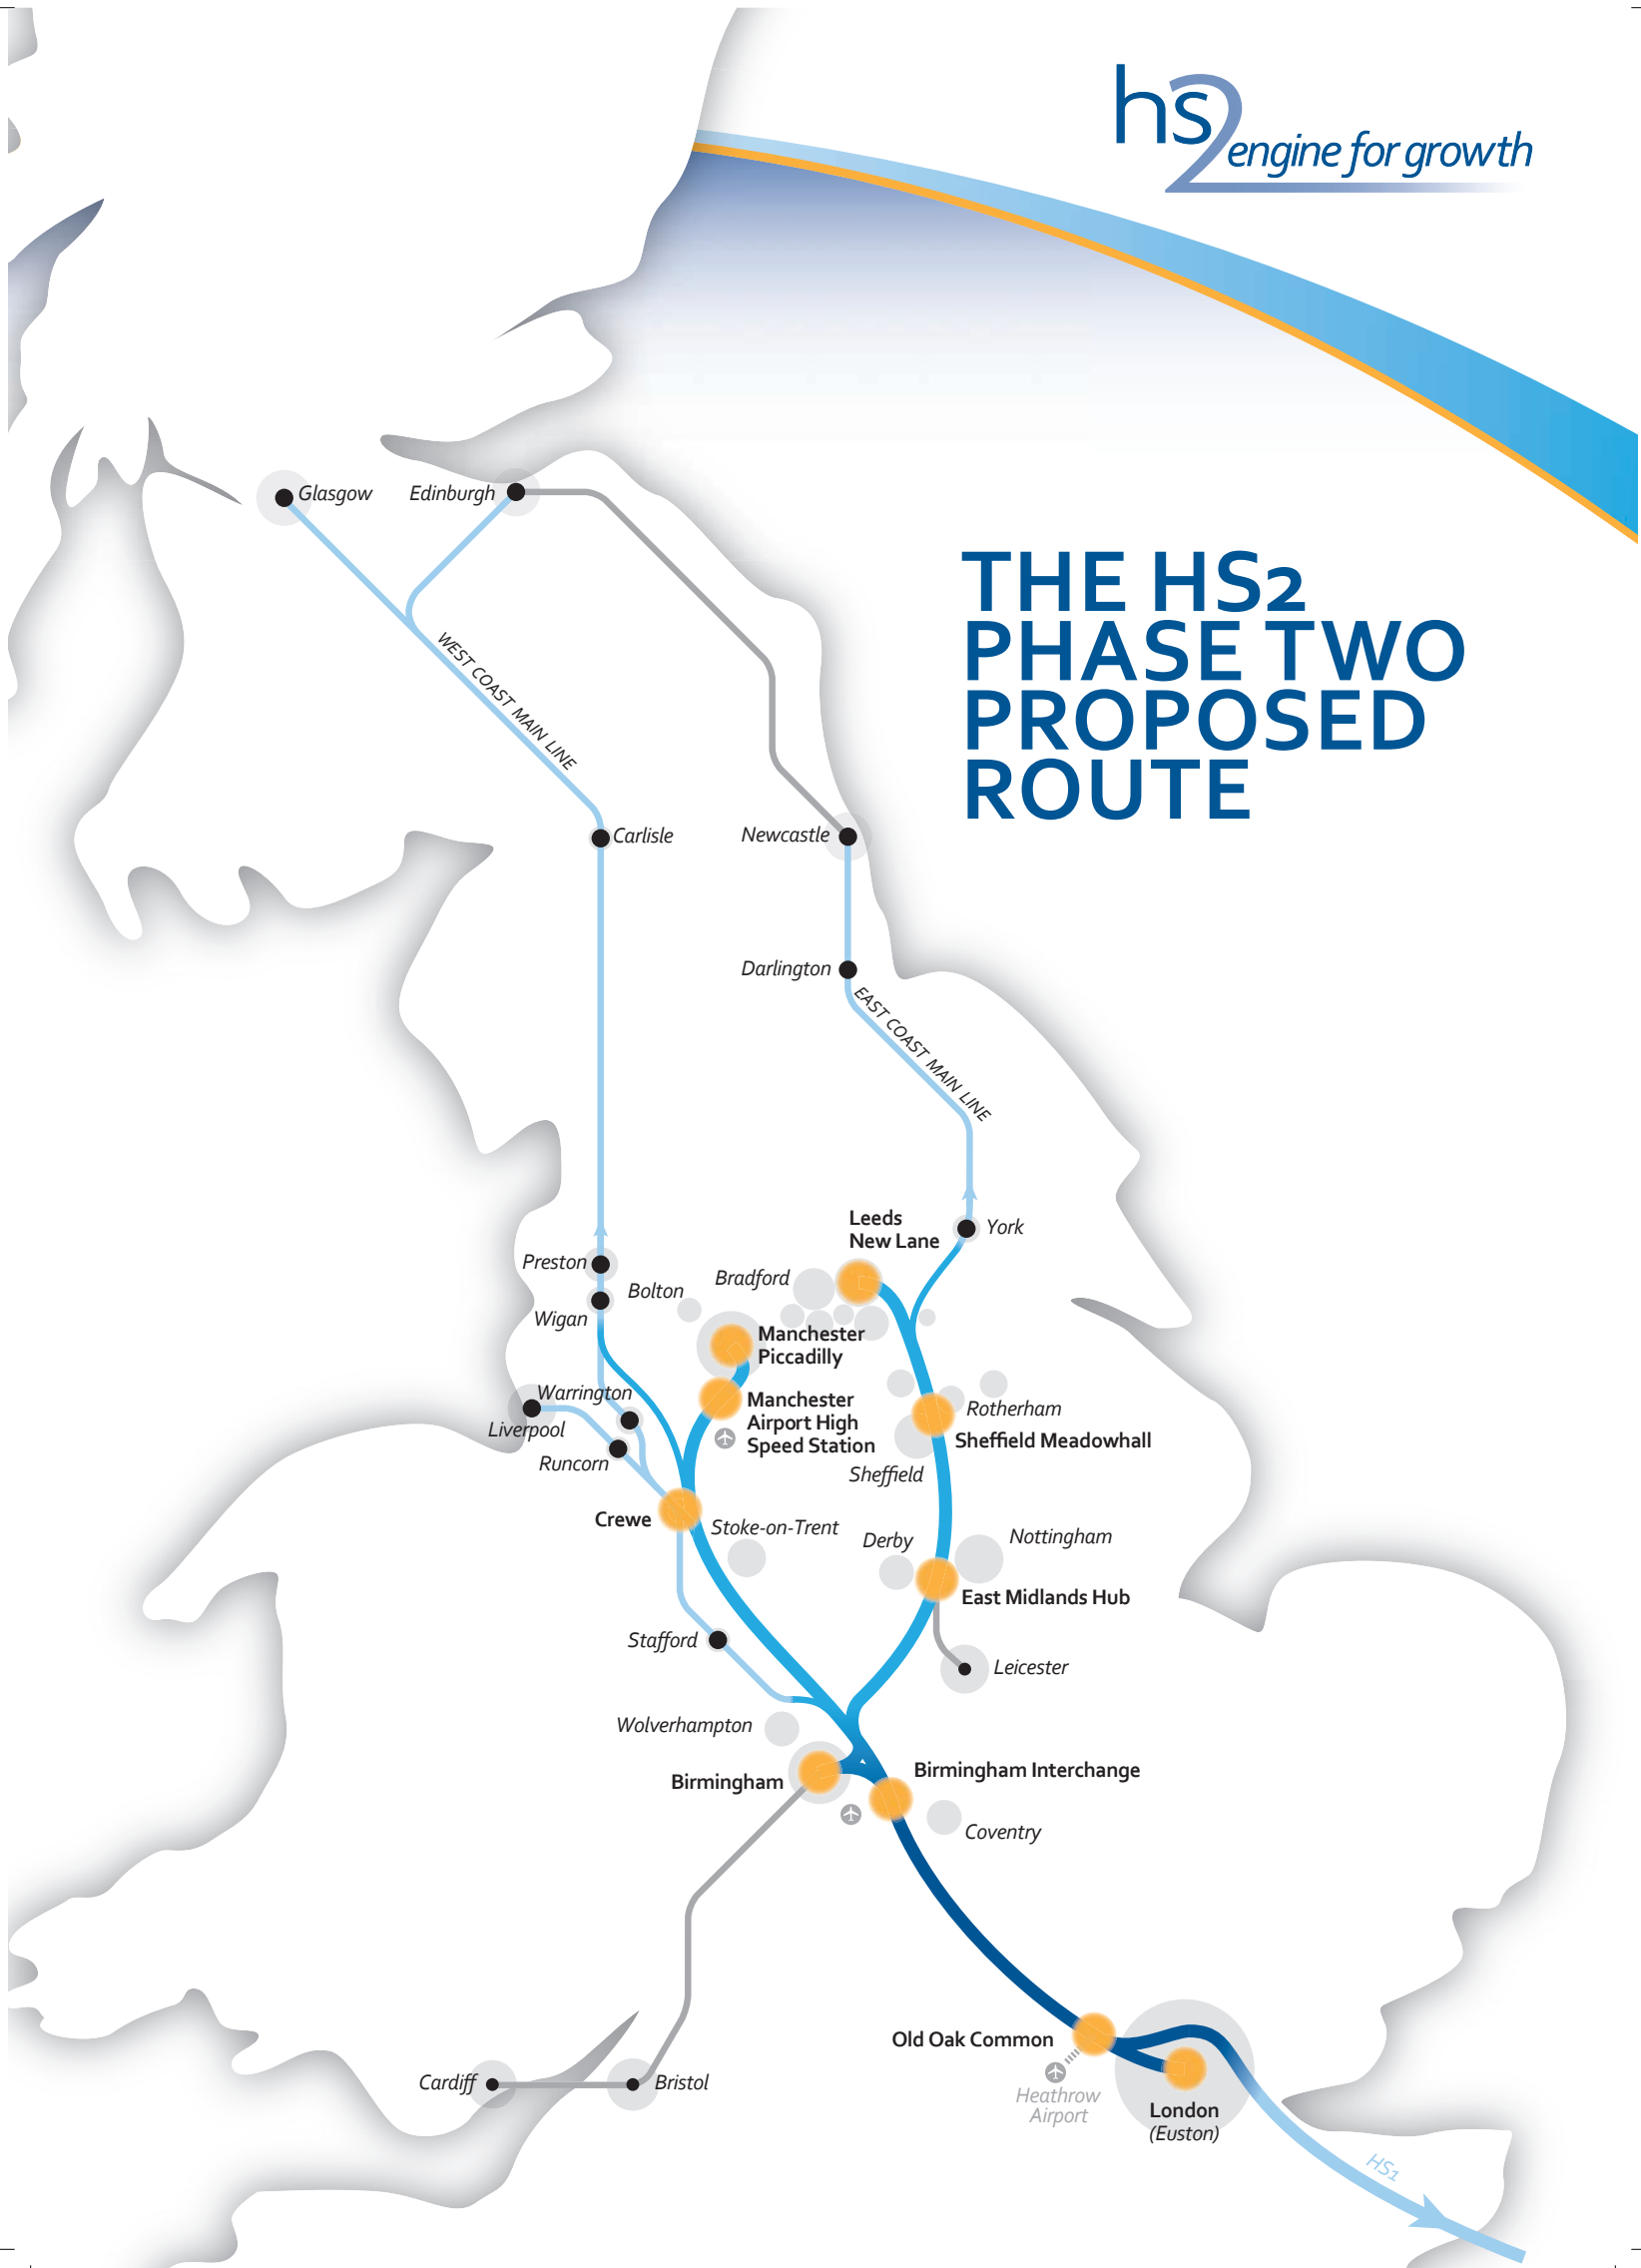 hs2 engine for growth
THE HS2
PHASE TWO
PROPOSED
ROUTE
Glasgow
Edinburgh
WEST COAST MAIN LINE
Carlisle
Newcastle
Darlington
EAST COAST MAIN LINE
York
Leeds
New Lane
Preston
Bradford
Bolton
Wigan
Manchester
Piccadilly
Warrington
Liverpool
Runcorn
Manchester
Airport High
Speed Station
Rotherham
Sheffield Meadowhall
Sheffield
Crewe
Stoke-on-Trent
Derby
Nottingham
East Midlands Hub
Stafford
Leicester
Wolverhampton
Birmingham
Birmingham Interchange
Coventry
Old Oak Common
Heathrow
Airport
London
(Euston)
Cardiff
Bristol
HS1